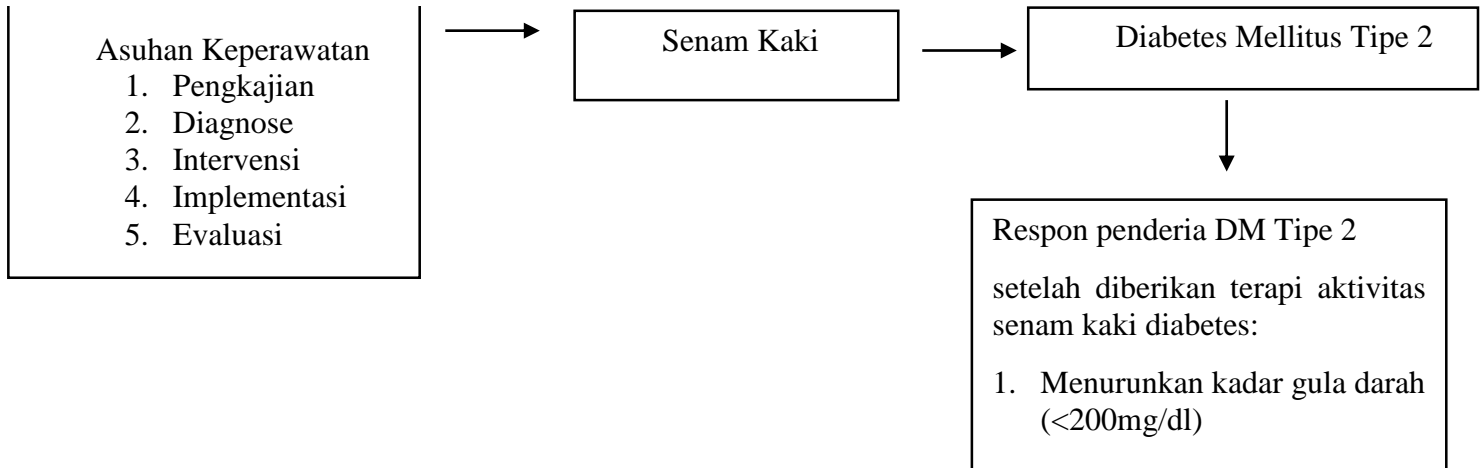 Asuhan Keperawatan
1. Pengkajian
2. Diagnose
3. Intervensi
4. Implementasi
5. Evaluasi
Senam Kaki
Diabetes Mellitus Tipe 2
Respon penderia DM Tipe 2
setelah diberikan terapi aktivitas
senam kaki diabetes:
1. Menurunkan kadar gula darah
(<200mg/dl)